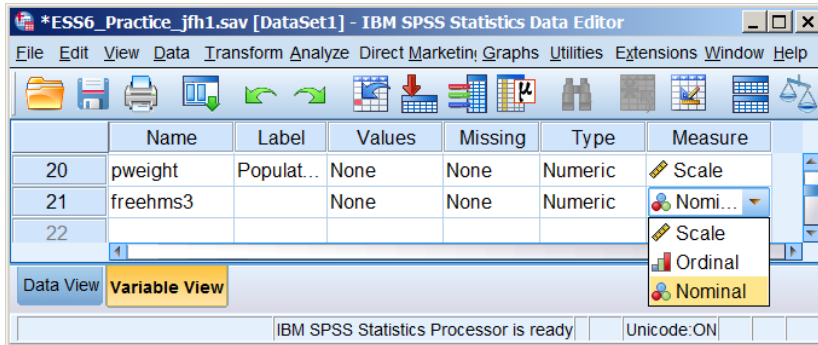 *ESS6_Practice_jfh1.sav [DataSet1] - IBM SPSS Statistics Data Editor
File Edit View Data Transform Analyze Direct Marketing Graphs Utilities Extensions Window Help
μ
Name Label Values Missing Type Measure
20 pweight Populat... None None Numeric Scale
21 freehms3 None None Numeric Nomi...
22
Scale
Ordinal
Nominal
Data View Variable View
IBM SPSS Statistics Processor is ready Unicode:ON